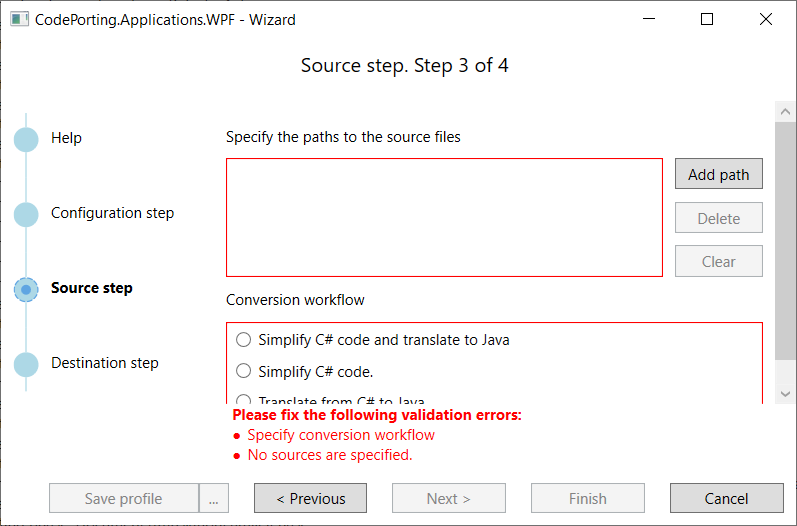 CodePorting.Applications.WPF - Wizard
Source step. Step 3 of 4
Help
Configuration step
Source step
Destination step
Specify the paths to the source files
Add path
Delete
Clear
Conversion workflow
Simplify C# code and translate to Java
Simplify C# code.
Translate from C# to Java
Please fix the following validation errors:
● Specify conversion workflow
● No sources are specified.
Save profile
...
< Previous
Next >
Finish
Cancel